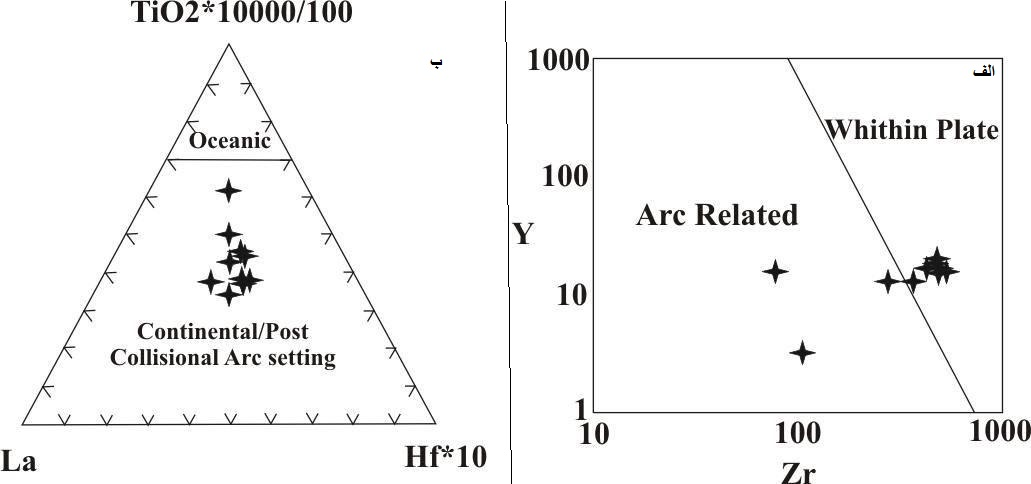 TiO2*10000/100
ب
Oceanic
Continental/Post
Collisional Arc setting
La
Hf*10
1000
الف
Whithin Plate
100
Arc Related
Y
10
1
10
100
1000
Zr